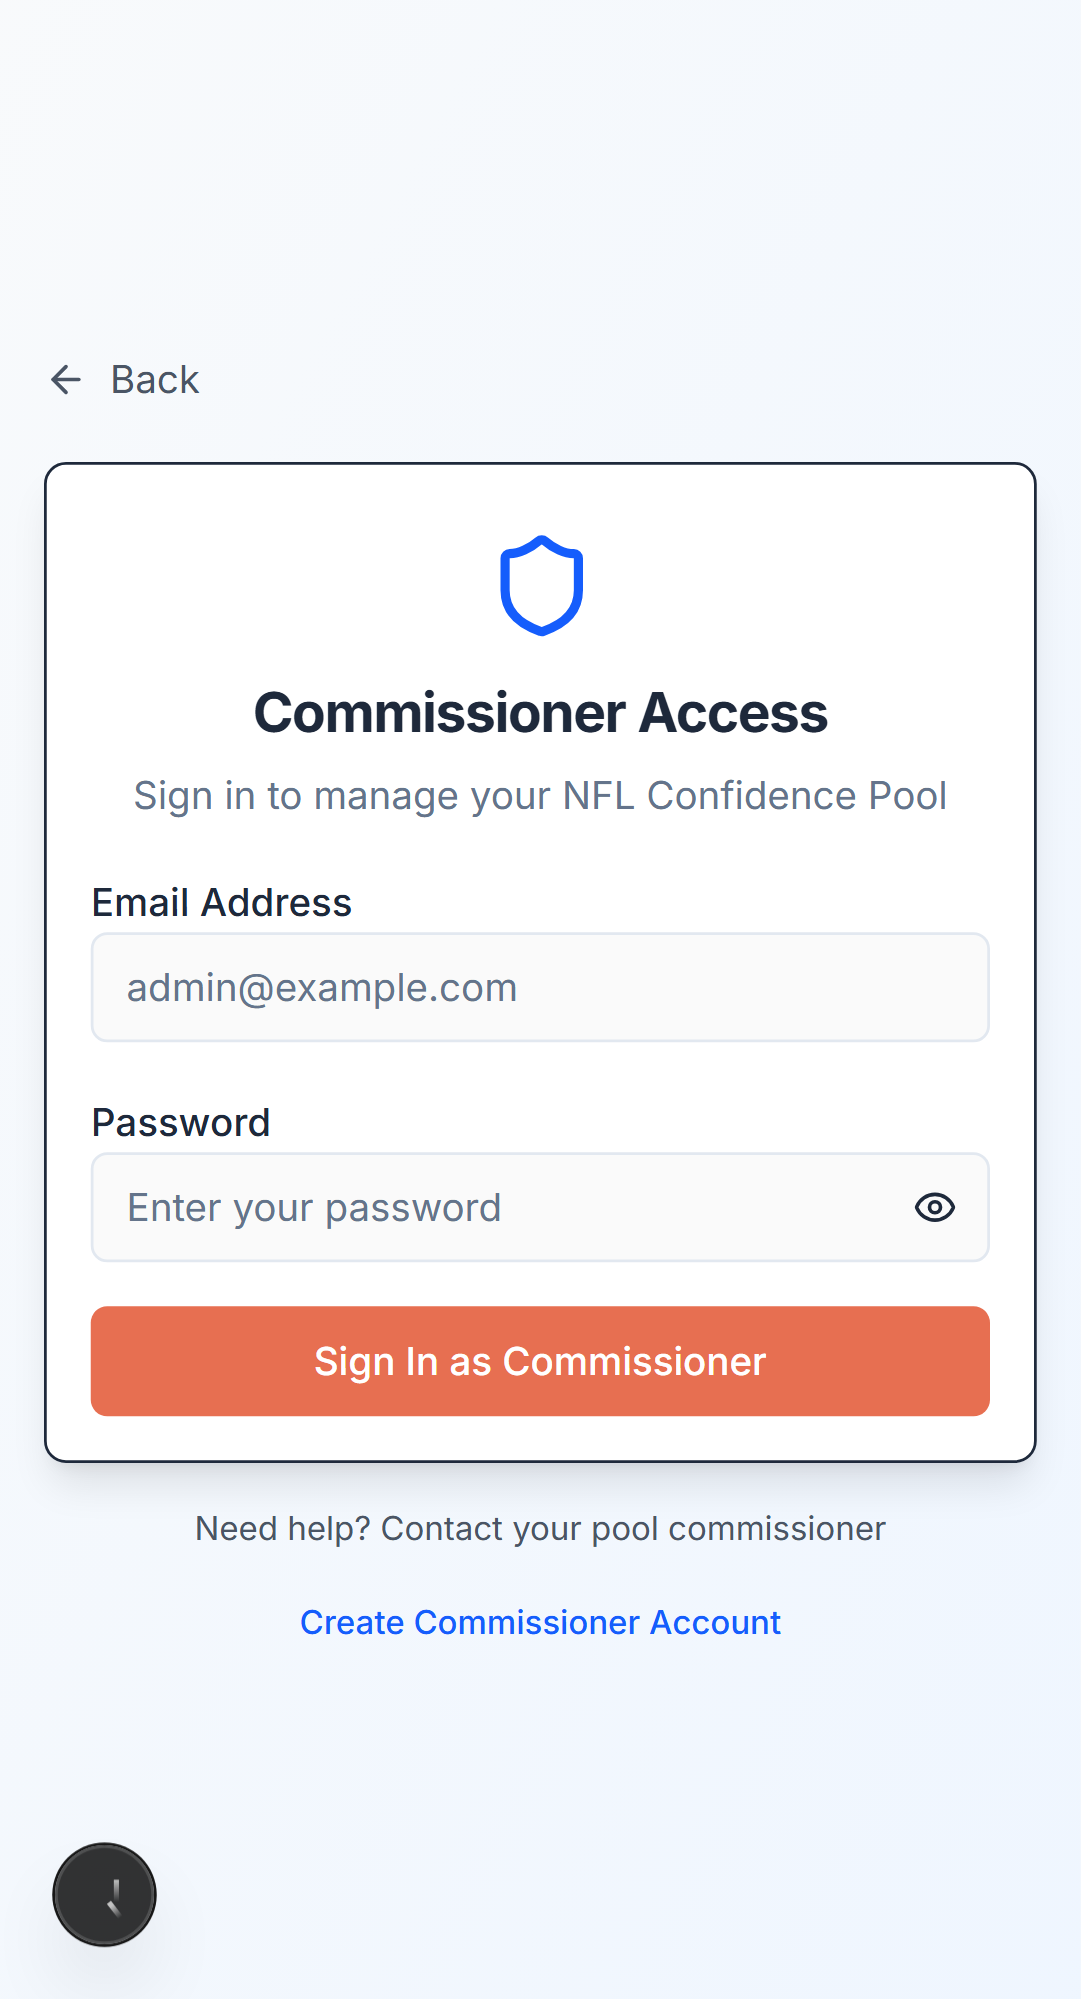 Back
Commissioner Access
Sign in to manage your NFL Confidence Pool
Email Address
admin@example.com
Password
Enter your password
Sign In as Commissioner
Need help? Contact your pool commissioner
Create Commissioner Account